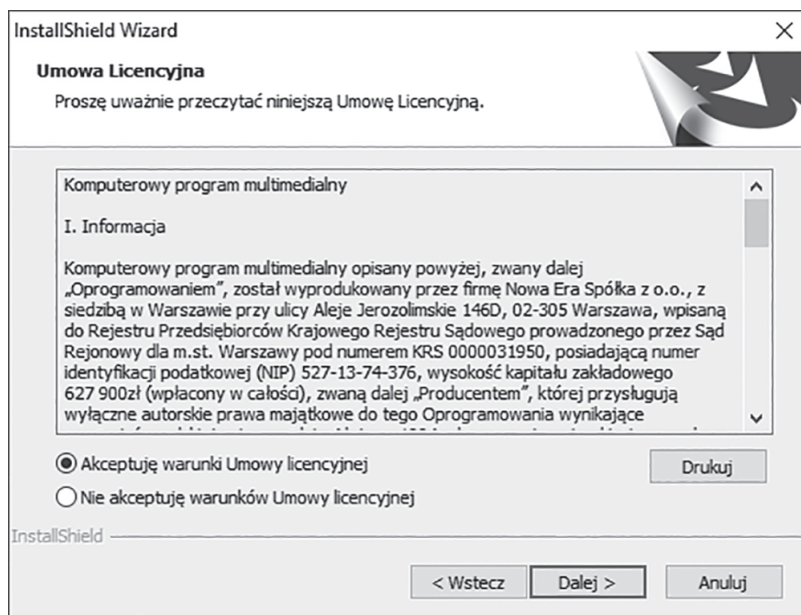 InstallShield Wizard
Umowa Licencyjna
Proszę uważnie przeczytać niniejszą Umowę Licencyjną.
Komputerowy program multimedialny
I. Informacja
Komputerowy program multimedialny opisany powyżej, zwany dalej
„Oprogramowaniem”, został wyprodukowany przez firmę Nowa Era Spółka z o.o., z
siedzibą w Warszawie przy ulicy Aleje Jerozolimskie 146D, 02-305 Warszawa, wpisaną
do Rejestru Przedsiębiorców Krajowego Rejestru Sądowego prowadzonego przez Sąd
Rejonowy dla m.st. Warszawy pod numerem KRS 0000031950, posiadającą numer
identyfikacji podatkowej (NIP) 527-13-74-376, wysokość kapitału zakładowego
627 900zł (wpłacony w całości), zwaną dalej „Producentem”, której przysługują
wyłączne autorskie prawa majątkowe do tego Oprogramowania wynikające
Akceptuję warunki Umowy licencyjnej
Drukuj
Nie akceptuję warunków Umowy licencyjnej
InstallShield
< Wstecz
Dalej >
Anuluj